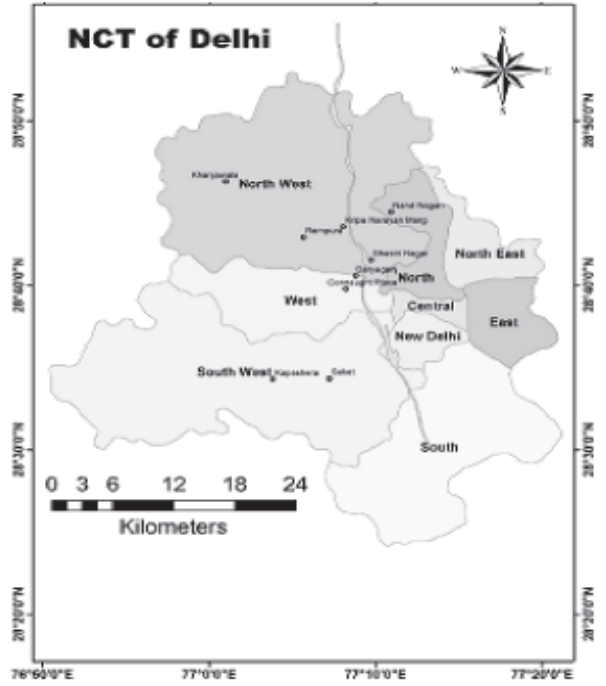 NCT of Delhi
N
W E
S
28°50'0"N
28°50'0"N
Khanjawala
North West
Nand Nagari
Kripa Narayan Marg
Rampura
Shastri Nagar
North East
Daryaganj
North
28°40'0"N
28°40'0"N
Connaught Place
West
Central
East
New Delhi
South West
Kapashera
Saket
South
28°30'0"N
28°30'0"N
0 3 6 12 18 24
Kilometers
28°20'0"N
28°20'0"N
76°50'0"E 77°0'0"E 77°10'0"E 77°20'0"E